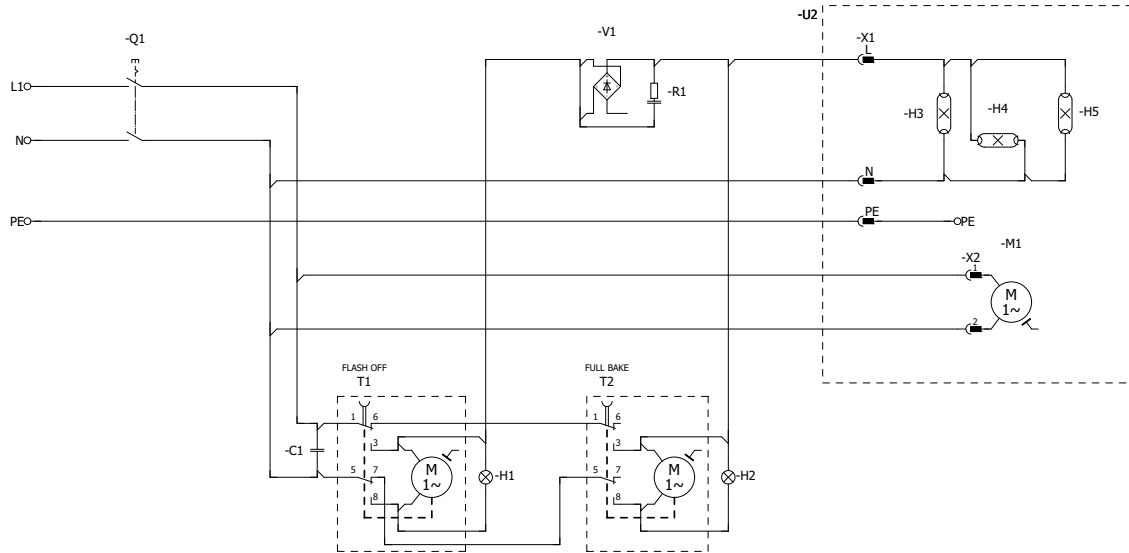 -U2
-Q1
-V1
-X1
L
L1
-R1
-H3
-H4
-H5
N
N
PE
PE
PE
-M1
-X2
1
M
1~
2
FLASH OFF
T1
FULL BAKE
T2
1
6
1
6
3
3
-C1
5
7
M
1~
-H1
5
7
M
1~
-H2
8
8